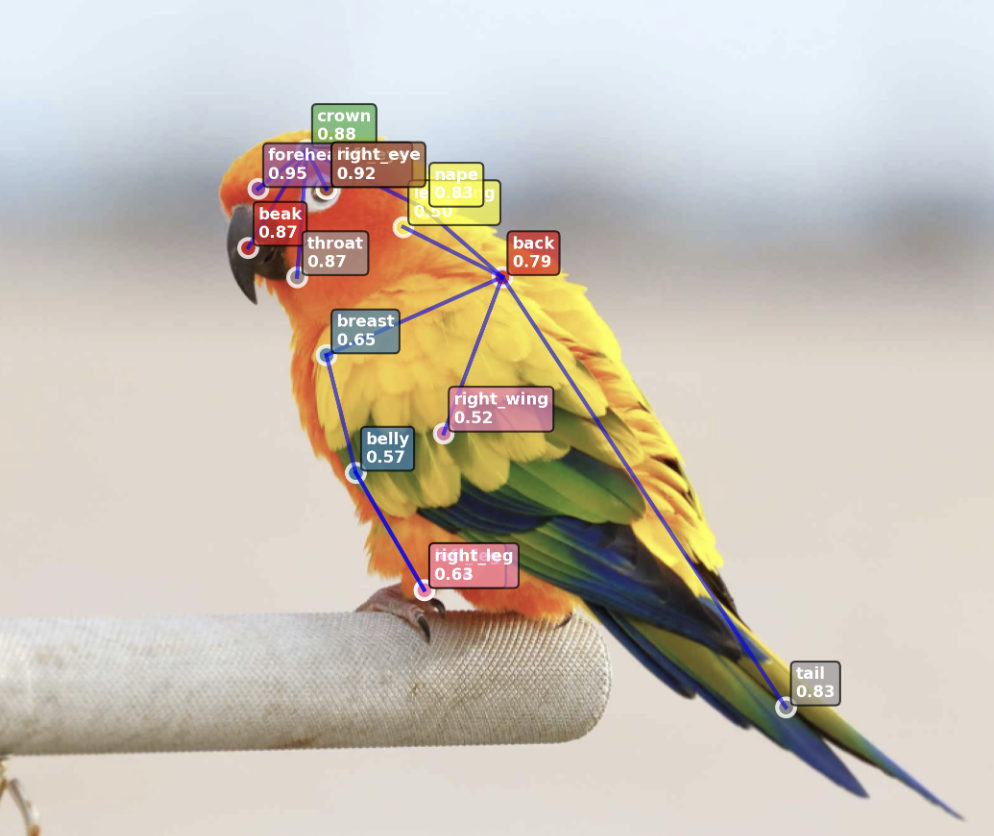 crown
0.88
right_eye
0.92
0.95
nape
0.83
0.50
beak
0.87
throat
0.87
back
0.79
breast
0.65
right_wing
0.52
belly
0.57
right_leg
0.63
tail
0.83